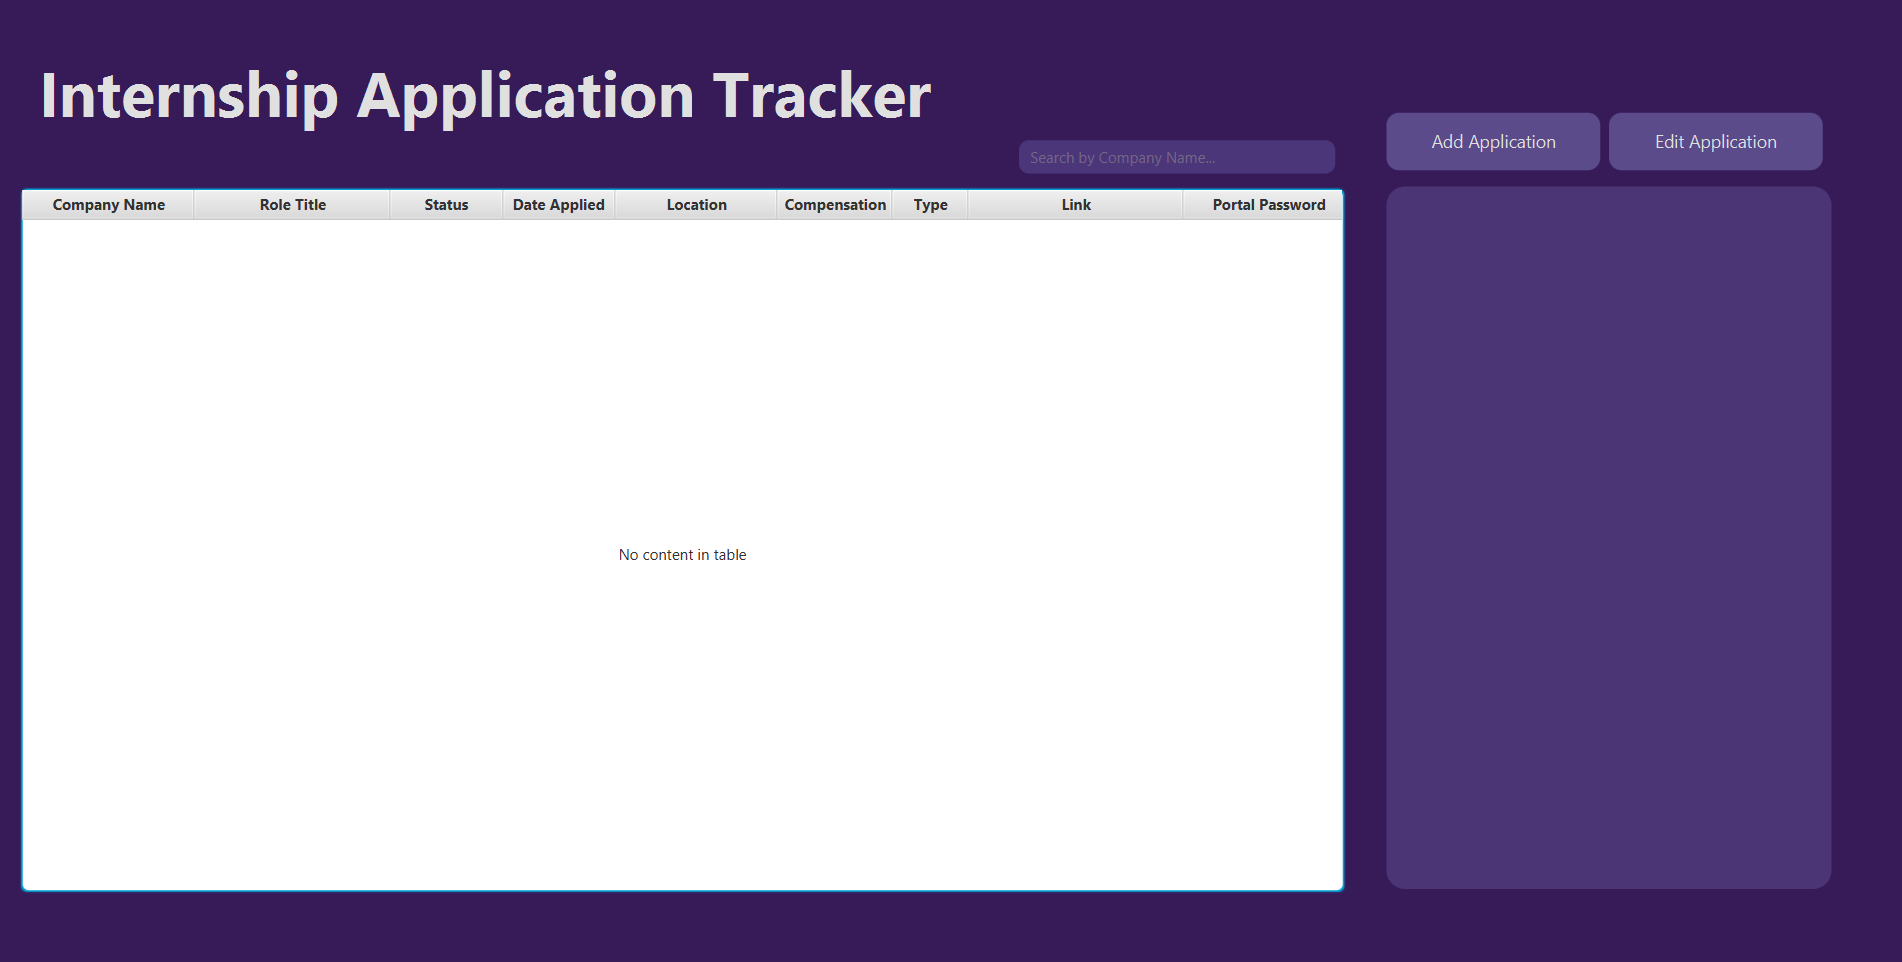 Internship Application Tracker
Search by Company Name...
Add Application
Edit Application
Company Name Role Title Status Date Applied Location Compensation Type Link Portal Password
No content in table